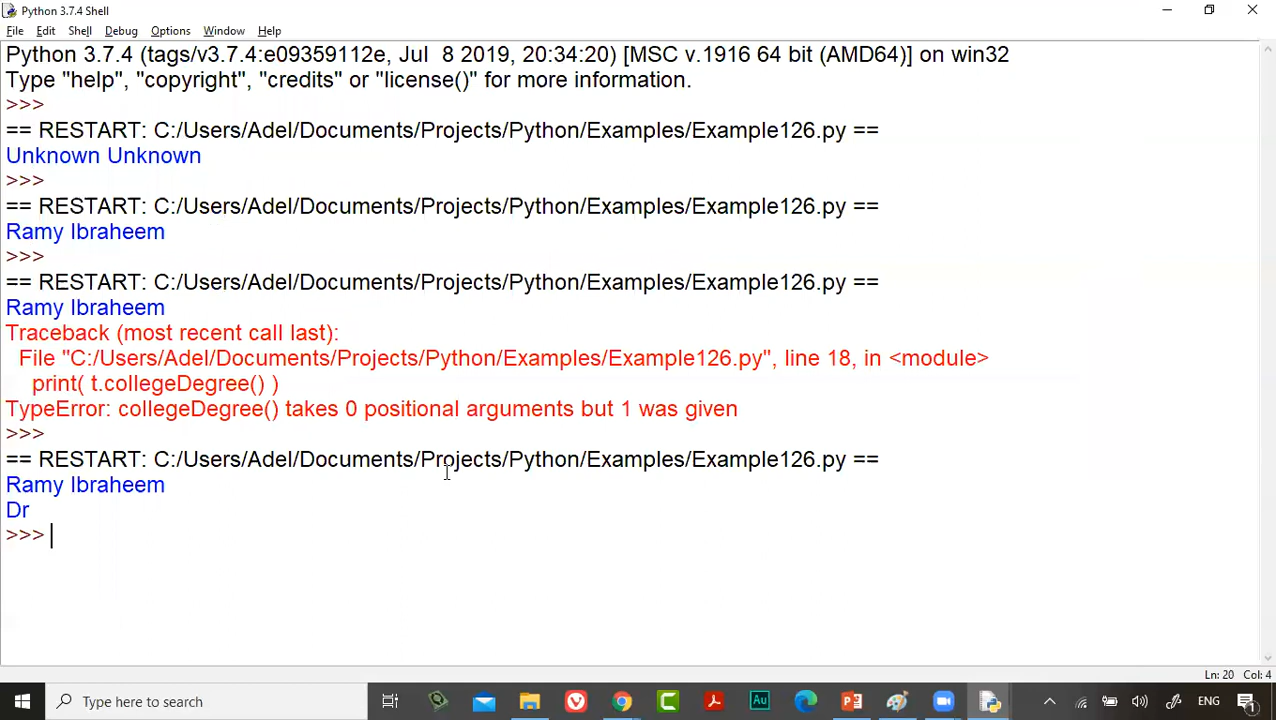 Python 3.7.4 Shell
File Edit Shell Debug Options Window Help
Python 3.7.4 (tags/v3.7.4:e09359112e, Jul  8 2019, 20:34:20) [MSC v.1916 64 bit (AMD64)] on win32
Type "help", "copyright", "credits" or "license()" for more information.
>>>
== RESTART: C:/Users/Adel/Documents/Projects/Python/Examples/Example126.py ==
Unknown Unknown
>>>
== RESTART: C:/Users/Adel/Documents/Projects/Python/Examples/Example126.py ==
Ramy Ibraheem
>>>
== RESTART: C:/Users/Adel/Documents/Projects/Python/Examples/Example126.py ==
Ramy Ibraheem
Traceback (most recent call last):
  File "C:/Users/Adel/Documents/Projects/Python/Examples/Example126.py", line 18, in <module>
    print( t.collegeDegree() )
TypeError: collegeDegree() takes 0 positional arguments but 1 was given
>>>
== RESTART: C:/Users/Adel/Documents/Projects/Python/Examples/Example126.py ==
Ramy Ibraheem
Dr
>>>
Ln: 20 Col: 4
Type here to search
Au
ENG
1